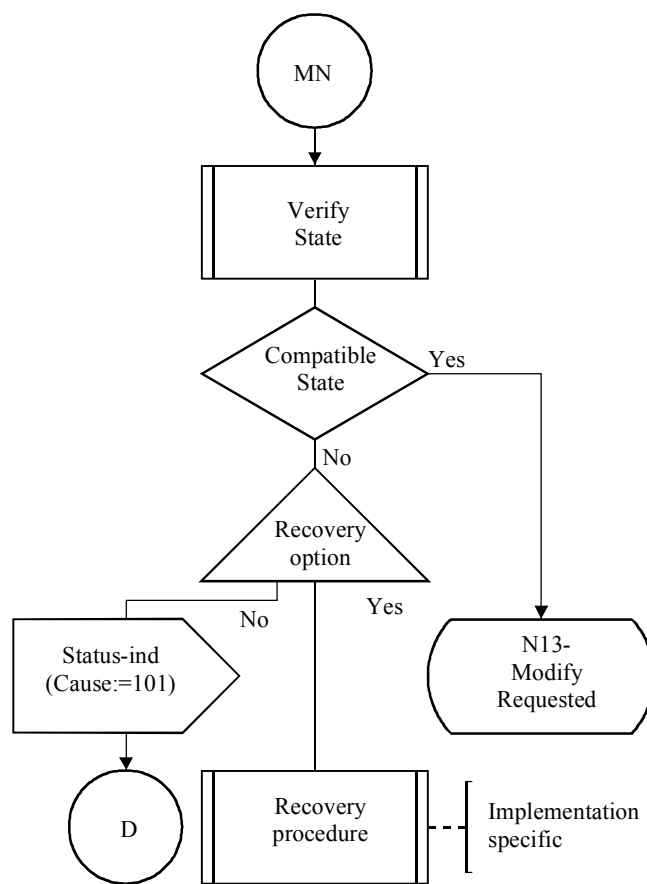 MN
Verify
State
Compatible
State
Yes
No
Recovery
option
No
Yes
Status-ind
(Cause:=101)
N13-
Modify
Requested
D
Recovery
procedure
Implementation
specific